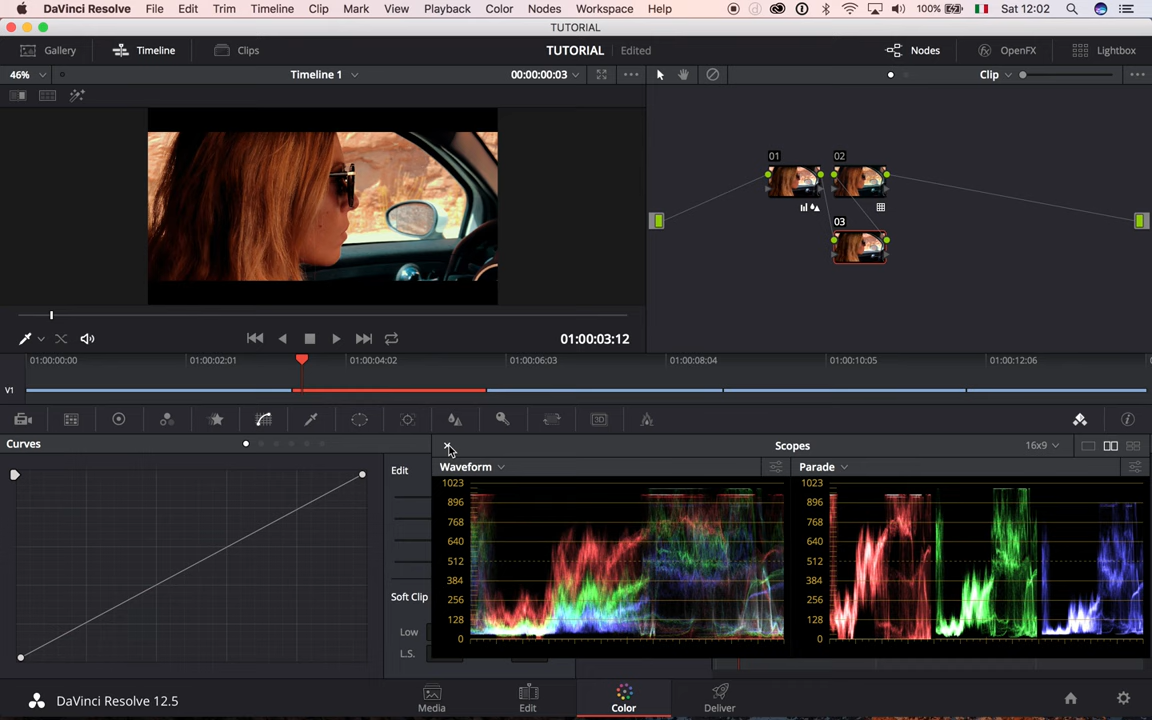 DaVinci Resolve File Edit Trim Timeline Clip Mark View Playback Color Nodes Workspace Help 100% Sat 12:02
TUTORIAL
Gallery Timeline Clips TUTORIAL Edited Nodes OpenFX Lightbox
46% Timeline 1 00:00:00:03 Clip
01 02
03
01:00:03:12
01:00:00:00 01:00:02:01 01:00:04:02 01:00:06:03 01:00:08:04 01:00:10:05 01:00:12:06
V1
3D
Curves Scopes 16x9
Edit Waveform Parade
1023 1023
896 896
768 768
640 640
512 512
384 384
256 256
128 128
0 0
Soft Clip
Low
L.S.
DaVinci Resolve 12.5 Media Edit Color Deliver